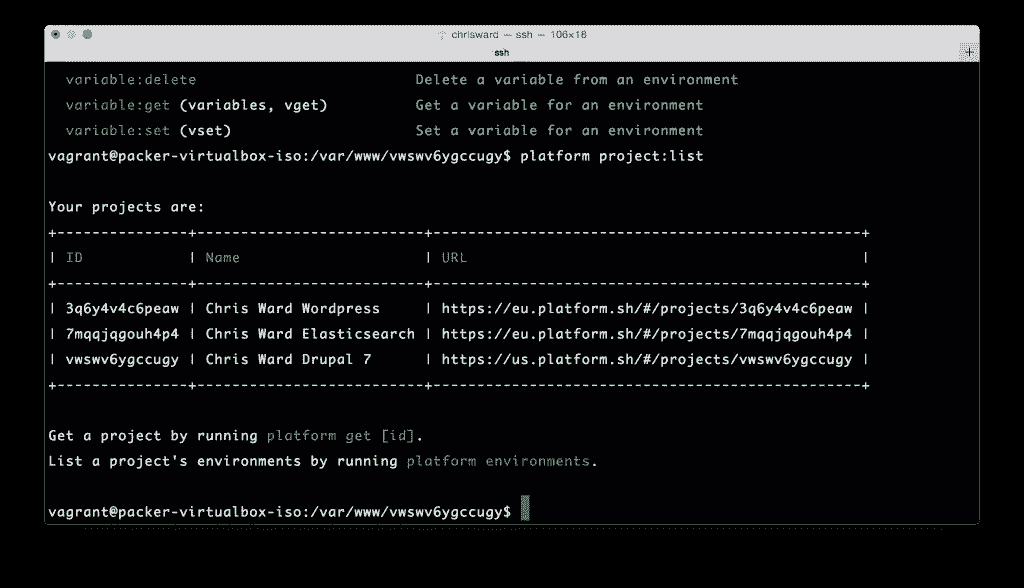 chrisward — ssh — 106×18
ssh
+
variable:delete Delete a variable from an environment
variable:get (variables, vget) Get a variable for an environment
variable:set (vset) Set a variable for an environment
vagrant@packer-virtualbox-iso:/var/www/vwswv6ygccugy$ platform project:list
Your projects are:
+---------------+--------------------------+-------------------------------------------------+
| ID | Name | URL |
+---------------+--------------------------+-------------------------------------------------+
| 3q6y4v4c6peaw | Chris Ward Wordpress | https://eu.platform.sh/#/projects/3q6y4v4c6peaw |
| 7mqqjqgouh4p4 | Chris Ward Elasticsearch | https://eu.platform.sh/#/projects/7mqqjqgouh4p4 |
| vwswv6ygccugy | Chris Ward Drupal 7 | https://us.platform.sh/#/projects/vwswv6ygccugy |
+---------------+--------------------------+-------------------------------------------------+
Get a project by running platform get [id].
List a project's environments by running platform environments.
vagrant@packer-virtualbox-iso:/var/www/vwswv6ygccugy$